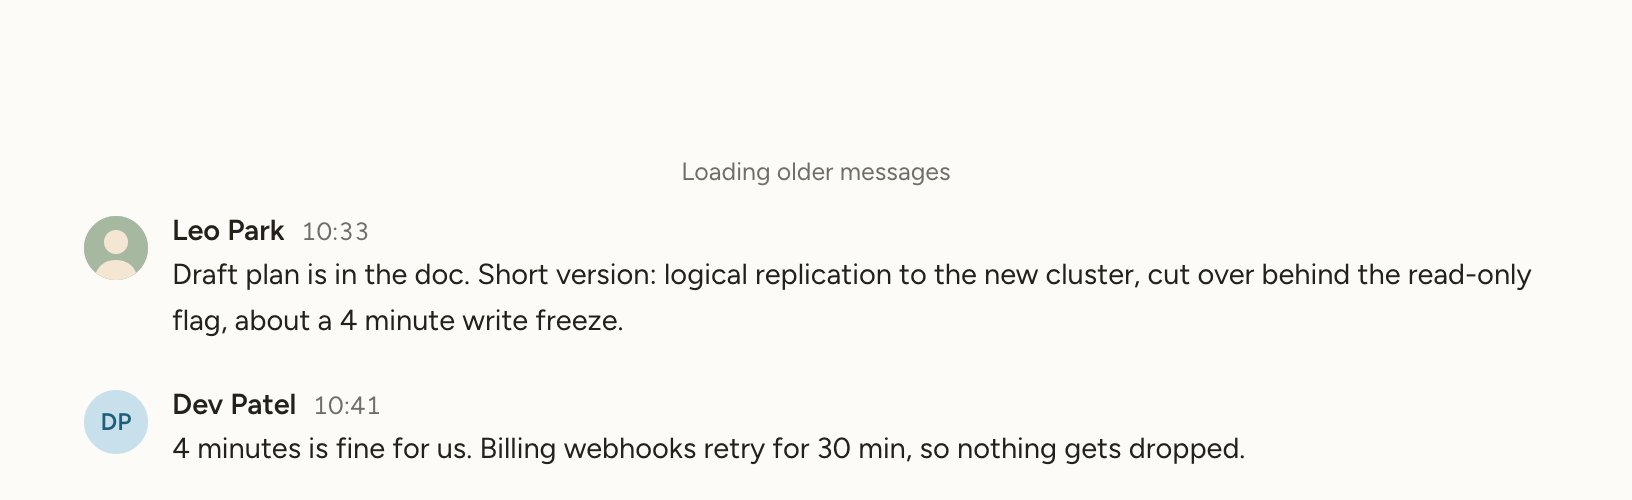 Loading older messages
Leo Park 10:33
Draft plan is in the doc. Short version: logical replication to the new cluster, cut over behind the read-only
flag, about a 4 minute write freeze.
DP
Dev Patel 10:41
4 minutes is fine for us. Billing webhooks retry for 30 min, so nothing gets dropped.